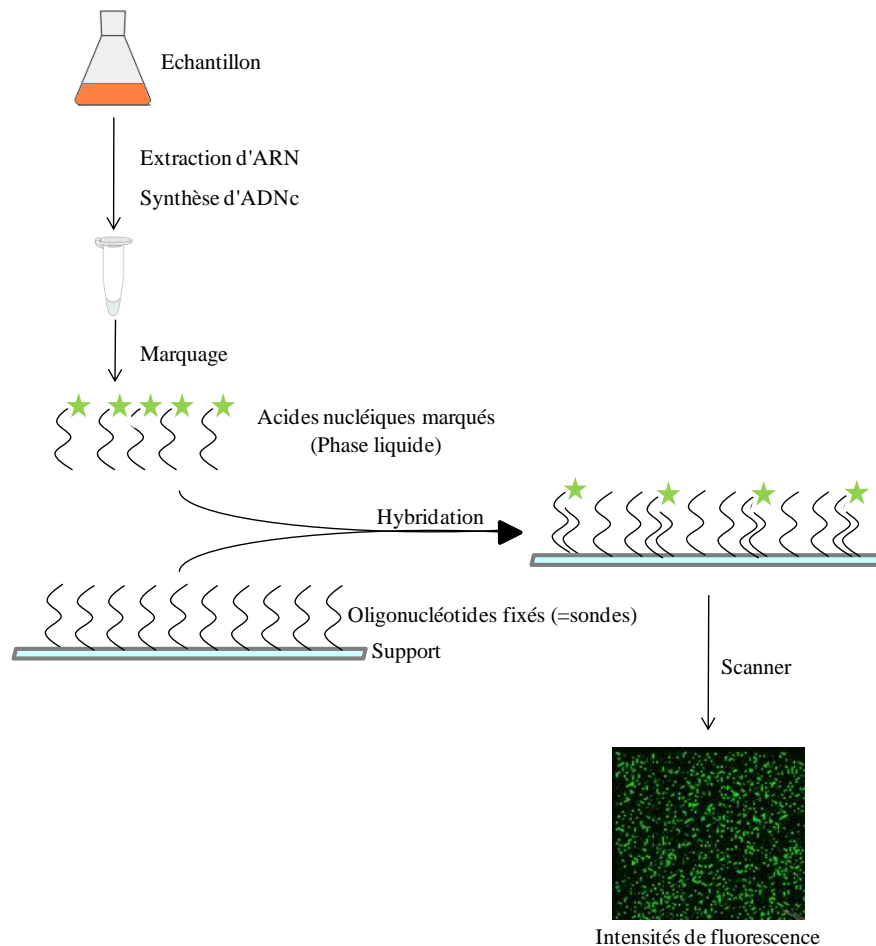 Echantillon
Extraction d'ARN
Synthèse d'ADNc
Marquage
Acides nucléiques marqués
(Phase liquide)
Hybridation
Oligonucléotides fixés (=sondes)
Support
Scanner
Intensités de fluorescence